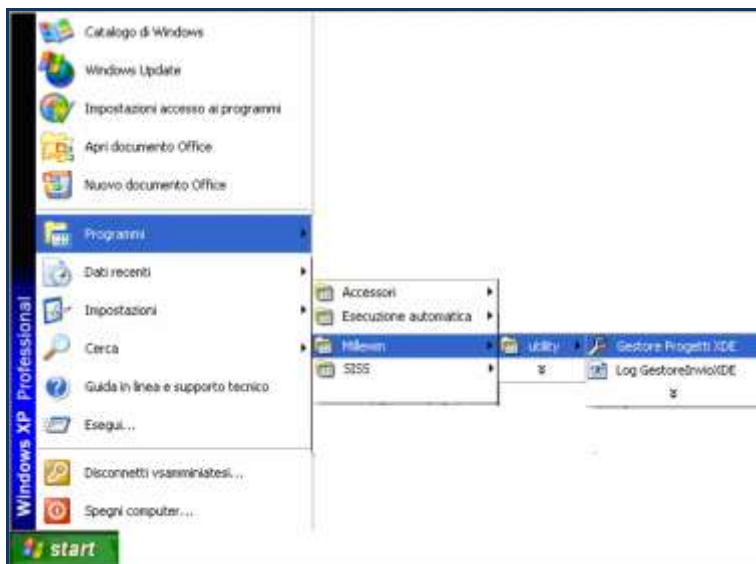 Catalogo di Windows
Windows Update
Impostazioni accesso ai programmi
Apri documento Office
Nuovo documento Office
Programmi
Dati recenti
Impostazioni
Cerca
Guida in linea e supporto tecnico
Esegui...
Disconnetti vsamminiatesi...
Spegni computer...
Windows XP Professional
start
Accessori
Esecuzione automatica
Millewin
SISS
utility
Gestore Progetti XDE
Log GestoreInvioXDE